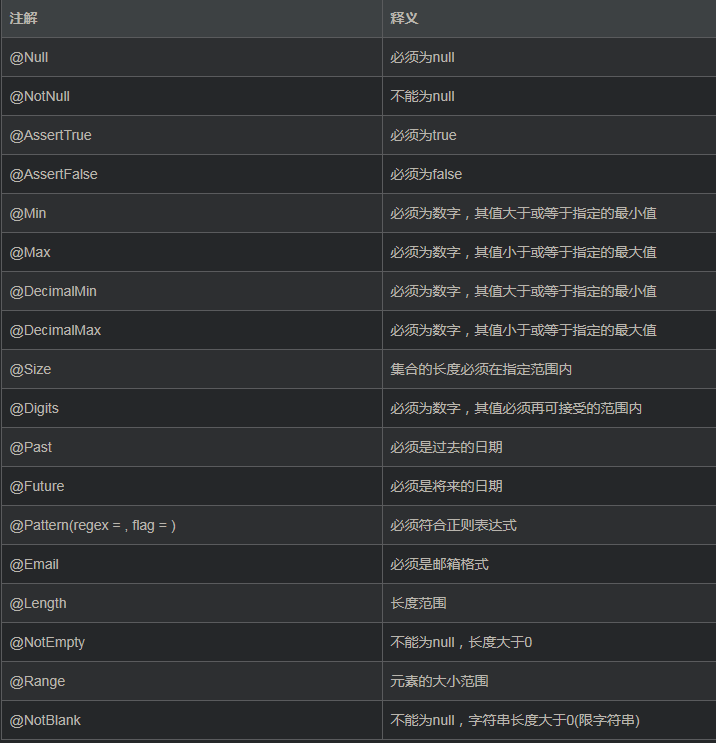 注解 释义
@Null 必须为null
@NotNull 不能为null
@AssertTrue 必须为true
@AssertFalse 必须为false
@Min 必须为数字，其值大于或等于指定的最小值
@Max 必须为数字，其值小于或等于指定的最大值
@DecimalMin 必须为数字，其值大于或等于指定的最小值
@DecimalMax 必须为数字，其值小于或等于指定的最大值
@Size 集合的长度必须在指定范围内
@Digits 必须为数字，其值必须再可接受的范围内
@Past 必须是过去的日期
@Future 必须是将来的日期
@Pattern(regex = , flag = ) 必须符合正则表达式
@Email 必须是邮箱格式
@Length 长度范围
@NotEmpty 不能为null，长度大于0
@Range 元素的大小范围
@NotBlank 不能为null，字符串长度大于0(限字符串)